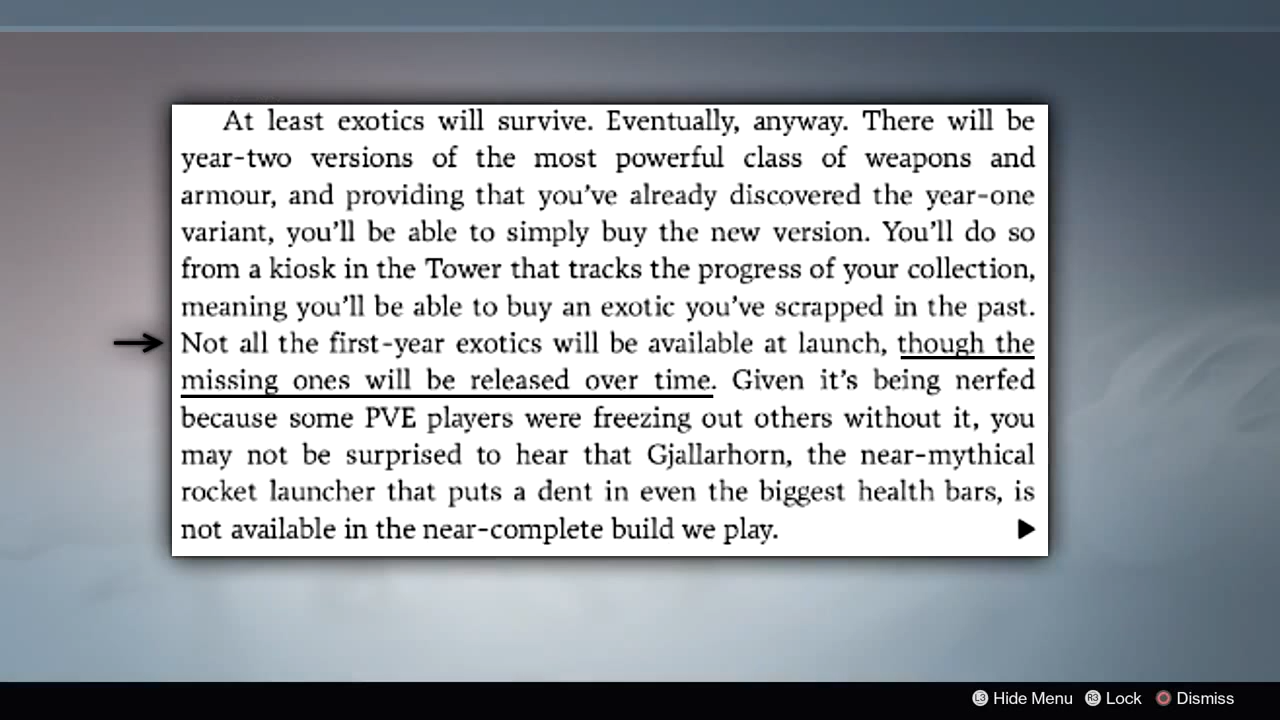 At least exotics will survive. Eventually, anyway. There will be
year-two versions of the most powerful class of weapons and
armour, and providing that you've already discovered the year-one
variant, you'll be able to simply buy the new version. You'll do so
from a kiosk in the Tower that tracks the progress of your collection,
meaning you'll be able to buy an exotic you've scrapped in the past.
Not all the first-year exotics will be available at launch, though the
missing ones will be released over time. Given it's being nerfed
because some PVE players were freezing out others without it, you
may not be surprised to hear that Gjallarhorn, the near-mythical
rocket launcher that puts a dent in even the biggest health bars, is
not available in the near-complete build we play.
L3 Hide Menu R3 Lock Dismiss